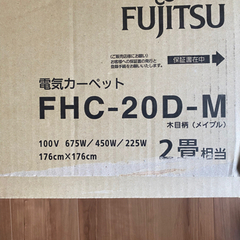 FUJITSU
保証書在中
電気カーペット
FHC-20D-M
木目柄（メイプル）
100V 675W/450W/225W
176cm×176cm
2畳相当